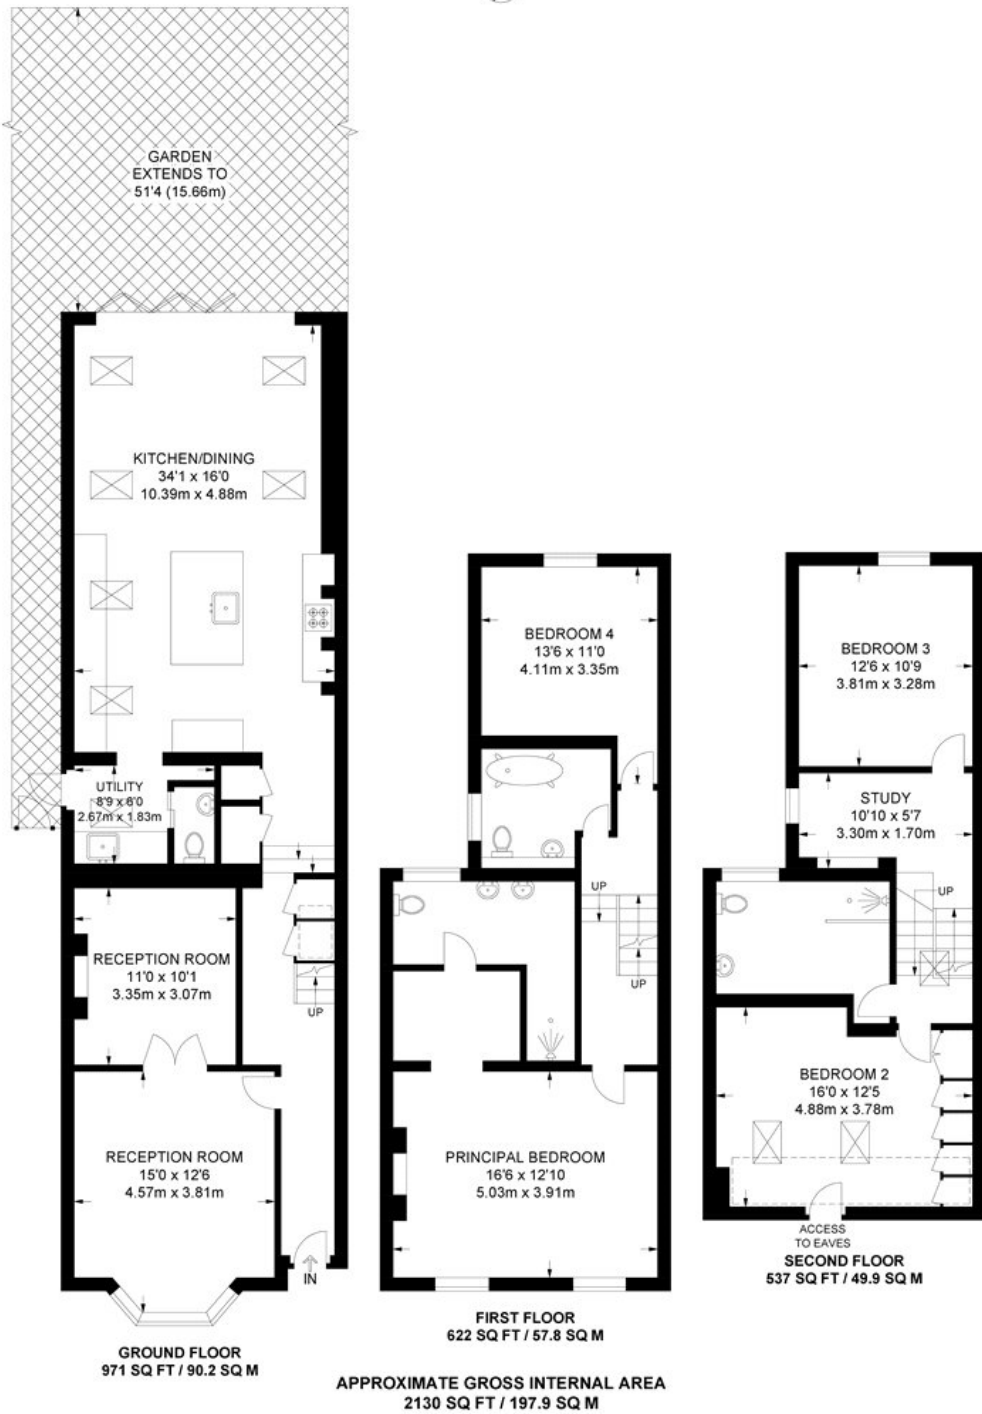 GARDEN
EXTENDS TO
51'4 (15.66m)
KITCHEN/DINING
34'1 x 16'0
10.39m x 4.88m
UTILITY
8'9 x 6'0
2.67m x 1.83m
RECEPTION ROOM
11'0 x 10'1
3.35m x 3.07m
UP
RECEPTION ROOM
15'0 x 12'6
4.57m x 3.81m
IN
GROUND FLOOR
971 SQ FT / 90.2 SQ M
BEDROOM 4
13'6 x 11'0
4.11m x 3.35m
UP
UP
PRINCIPAL BEDROOM
16'6 x 12'10
5.03m x 3.91m
FIRST FLOOR
622 SQ FT / 57.8 SQ M
BEDROOM 3
12'6 x 10'9
3.81m x 3.28m
STUDY
10'10 x 5'7
3.30m x 1.70m
UP
BEDROOM 2
16'0 x 12'5
4.88m x 3.78m
ACCESS
TO EAVES
SECOND FLOOR
537 SQ FT / 49.9 SQ M
APPROXIMATE GROSS INTERNAL AREA
2130 SQ FT / 197.9 SQ M